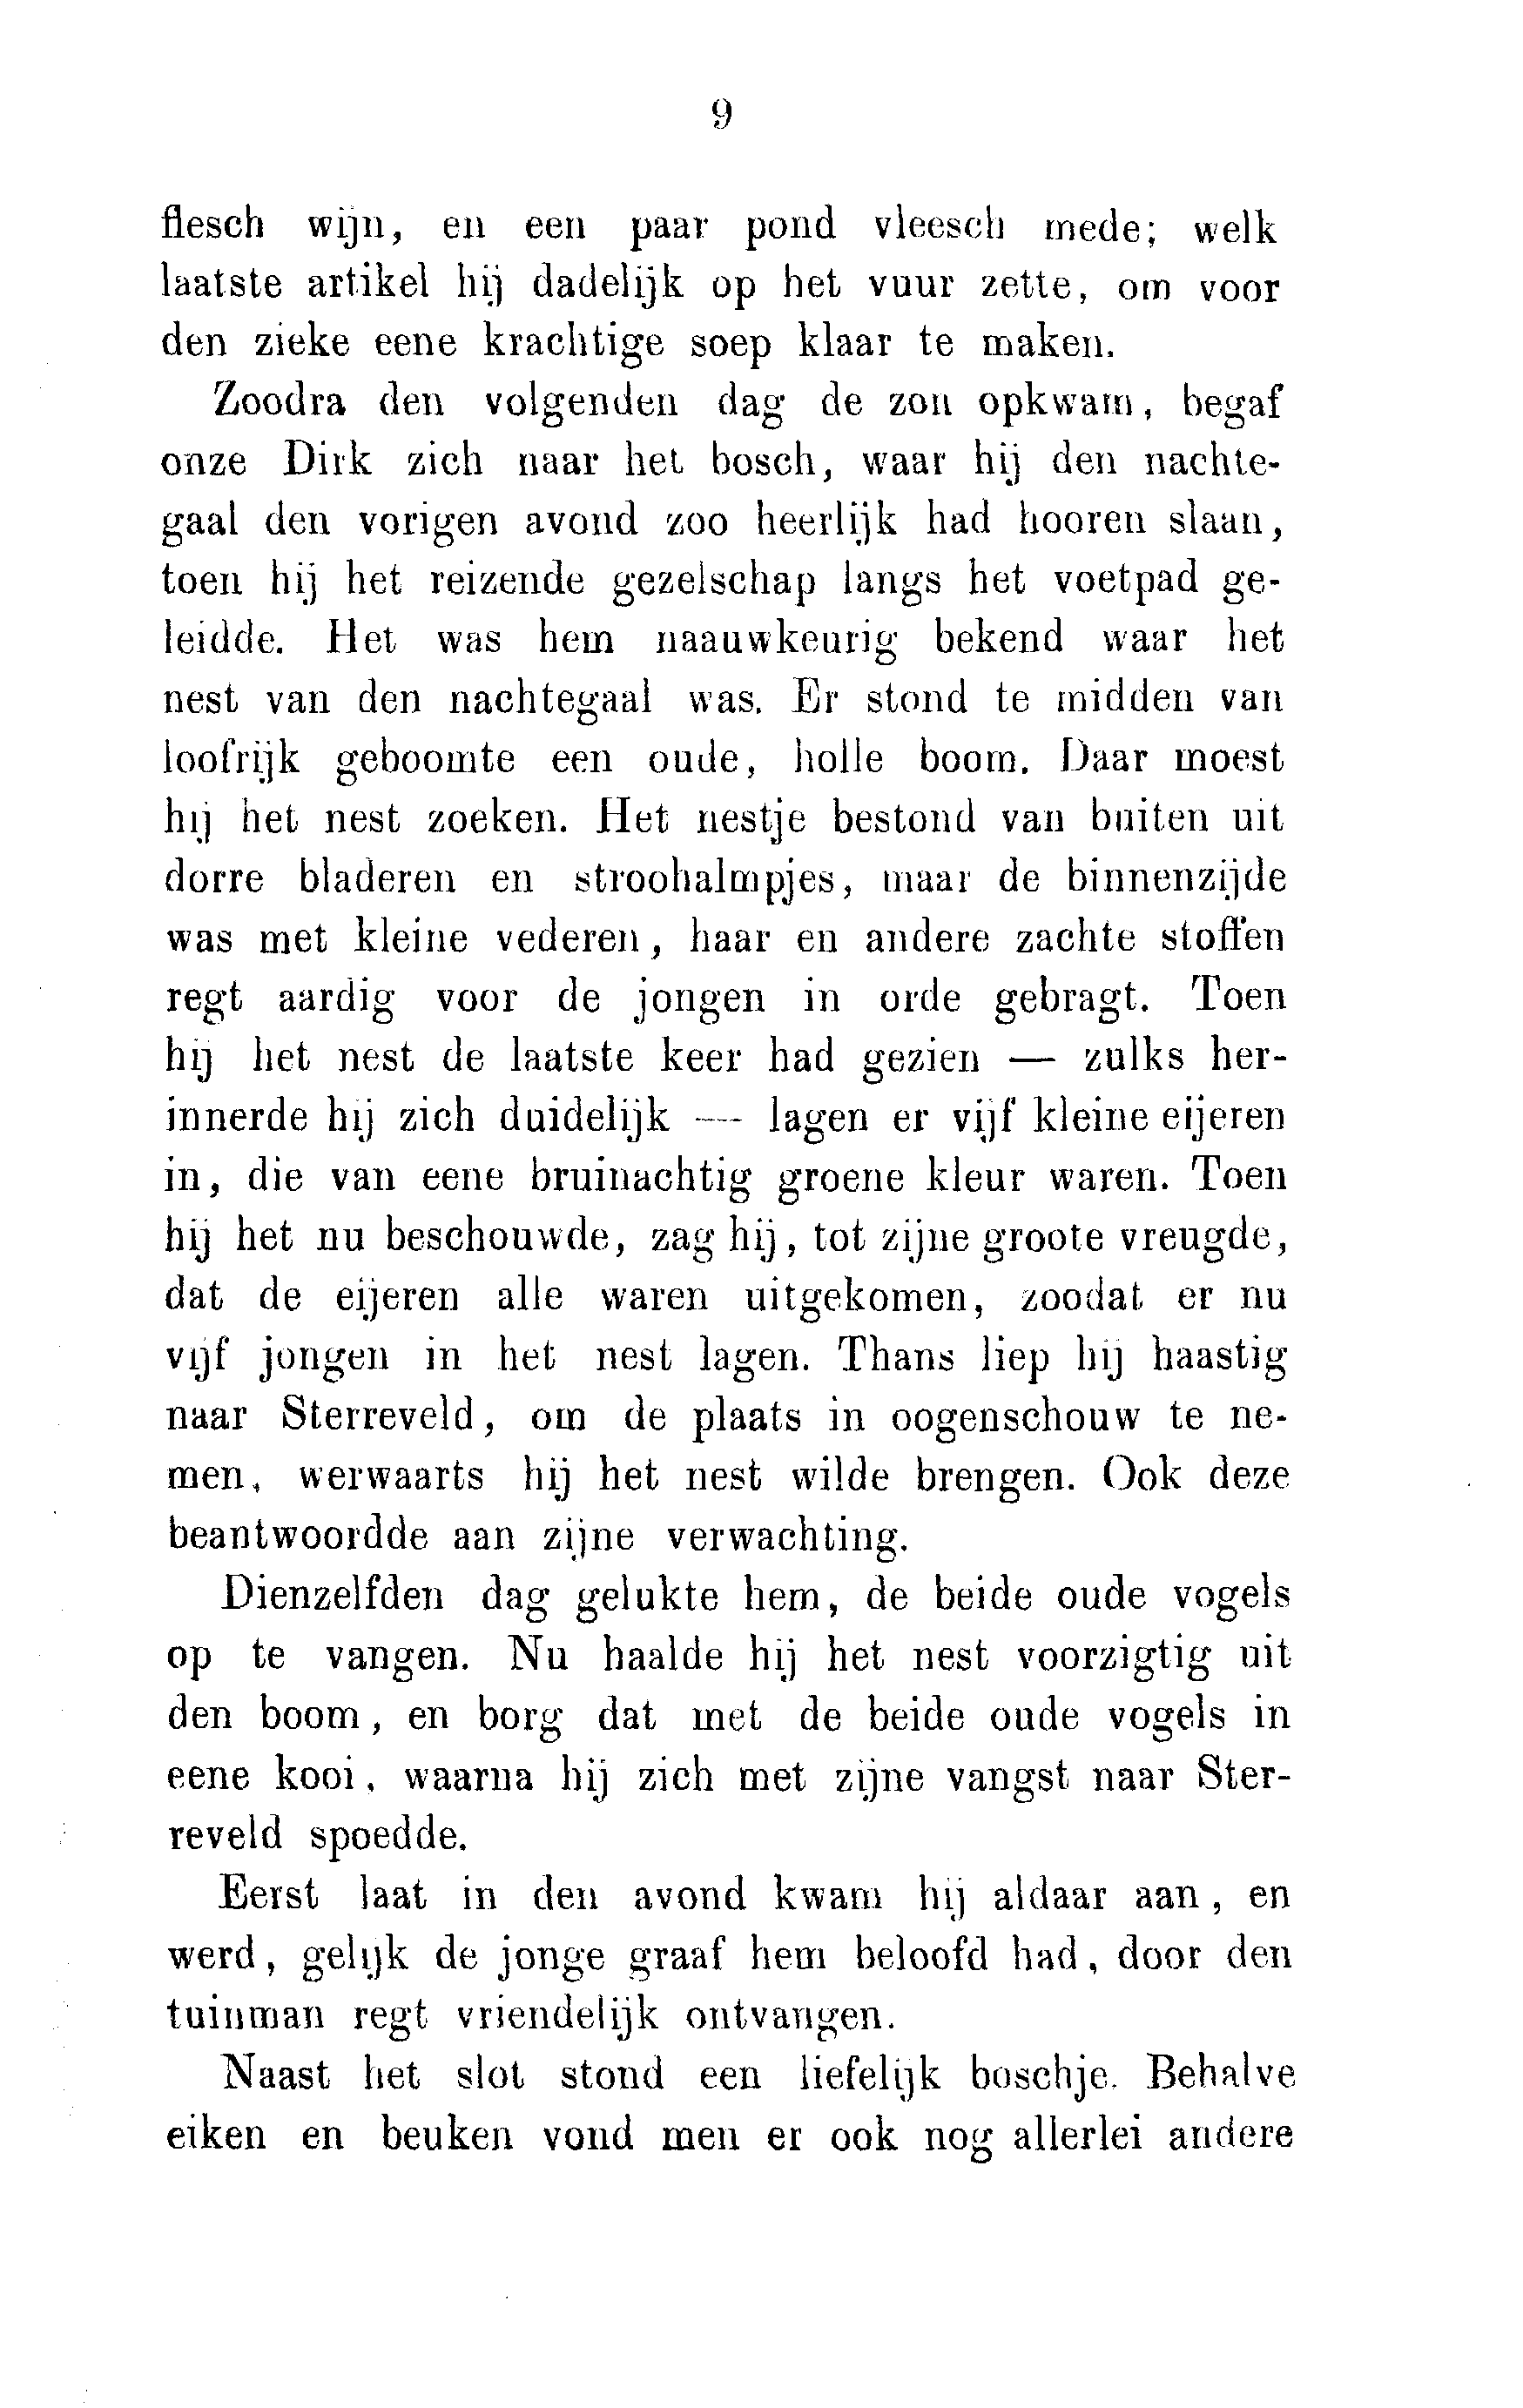 9
flesch wijn, en een paar pond vleesch mede; welk
laatste artikel hij dadelijk op het vuur zette, om voor
den zieke eene krachtige soep klaar te maken.
Zoodra den volgenden dag de zon opkwam, begaf
onze Dirk zich naar het bosch, waar hij den nachte-
gaal den vorigen avond zoo heerlijk had hooren slaan,
toen hij het reizende gezelschap langs het voetpad ge-
leidde. Het was hem naauwkeurig bekend waar het
nest van den nachtegaal was. Er stond te midden van
loofrijk geboomte een oude, holle boom. Daar moest
hij het nest zoeken. Het nestje bestond van buiten uit
dorre bladeren en stroohalmpjes, maar de binnenzijde
was met kleine vederen, haar en andere zachte stoffen
regt aardig voor de jongen in orde gebragt. Toen
hij het nest de laatste keer had gezien — zulks her-
innerde hij zich duidelijk — lagen er vijf kleine eijeren
in, die van eene bruinachtig groene kleur waren. Toen
hij het nu beschouwde, zag hij, tot zijne groote vreugde,
dat de eijeren alle waren uitgekomen, zoodat er nu
vijf jongen in het nest lagen. Thans liep hij haastig
naar Sterreveld, om de plaats in oogenschouw te ne-
men, werwaarts hij het nest wilde brengen. Ook deze
beantwoordde aan zijne verwachting.
Dienzelfden dag gelukte hem, de beide oude vogels
op te vangen. Nu haalde hij het nest voorzigtig uit
den boom, en borg dat met de beide oude vogels in
eene kooi, waarna hij zich met zijne vangst naar Ster-
reveld spoedde.
Eerst laat in den avond kwam hij aldaar aan, en
werd, gelijk de jonge graaf hem beloofd had, door den
tuinman regt vriendelijk ontvangen.
Naast het slot stond een liefelijk boschje. Behalve
eiken en beuken vond men er ook nog allerlei andere